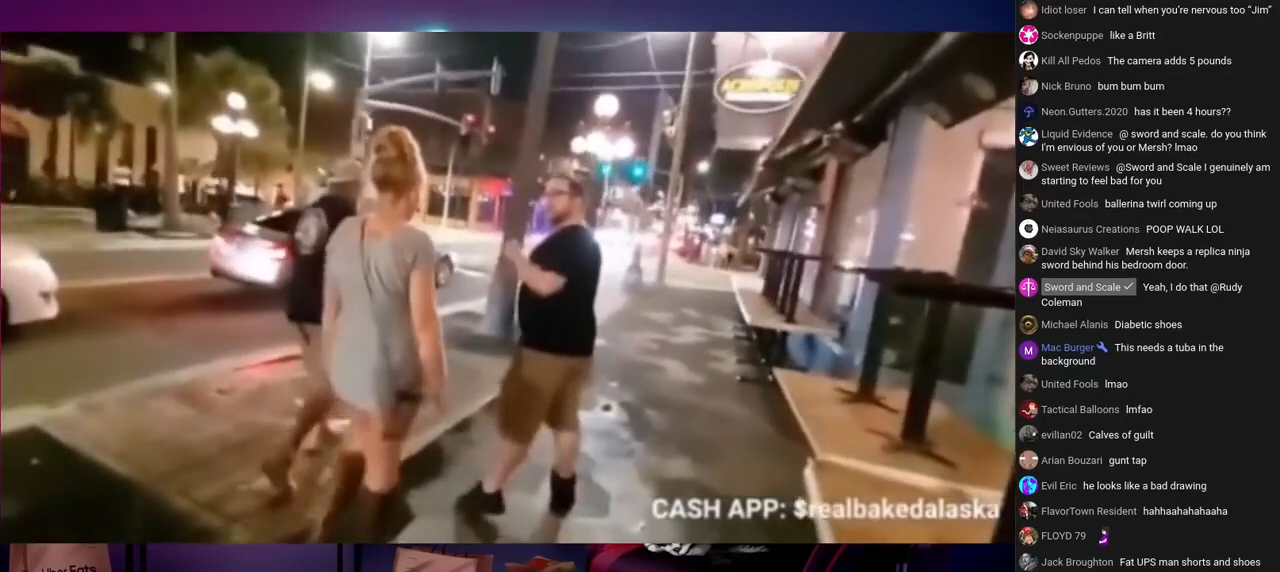 ACROPOLIS
CASH APP: $realbakedalaska
Uber Eats
Idiot loser I can tell when you're nervous too "Jim"
Sockenpuppe like a Britt
Kill All Pedos The camera adds 5 pounds
Nick Bruno bum bum bum
Neon.Gutters.2020 has it been 4 hours??
Liquid Evidence @ sword and scale. do you think
I'm envious of you or Mersh? lmao
Sweet Reviews @Sword and Scale I genuinely am
starting to feel bad for you
United Fools ballerina twirl coming up
Neiasaurus Creations POOP WALK LOL
David Sky Walker Mersh keeps a replica ninja
sword behind his bedroom door.
Sword and Scale Yeah, I do that @Rudy
Coleman
Michael Alanis Diabetic shoes
M Mac Burger This needs a tuba in the
background
United Fools lmao
Tactical Balloons lmfao
evilian02 Calves of guilt
Arian Bouzari gunt tap
Evil Eric he looks like a bad drawing
FlavorTown Resident hahhaahahahaaha
FLOYD 79
Jack Broughton Fat UPS man shorts and shoes